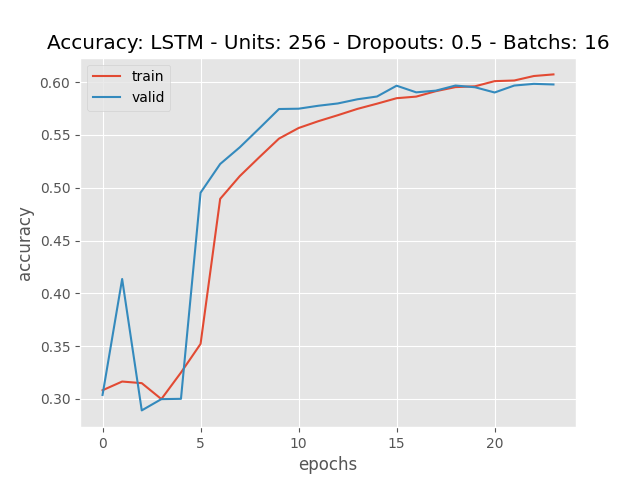 Accuracy: LSTM - Units: 256 - Dropouts: 0.5 - Batchs: 16
train
valid
0.60
0.55
0.50
0.45
0.40
0.35
0.30
accuracy
0 5 10 15 20
epochs